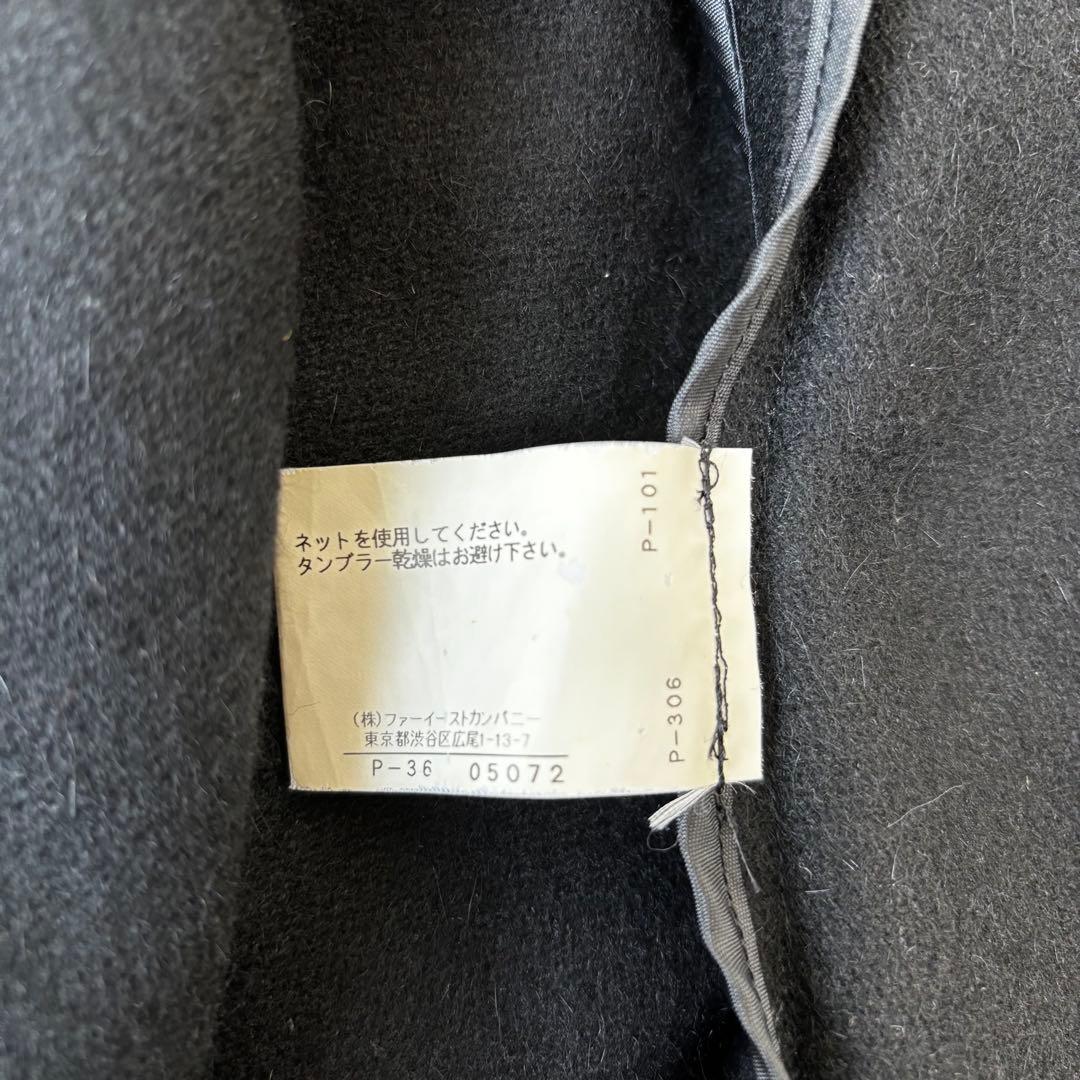 ネットを使用してください。
タンブラー乾燥はお避け下さい。
(株)ファーイーストカンパニー
東京都渋谷区広尾1-13-7
P-36 05072
P-101
P-306